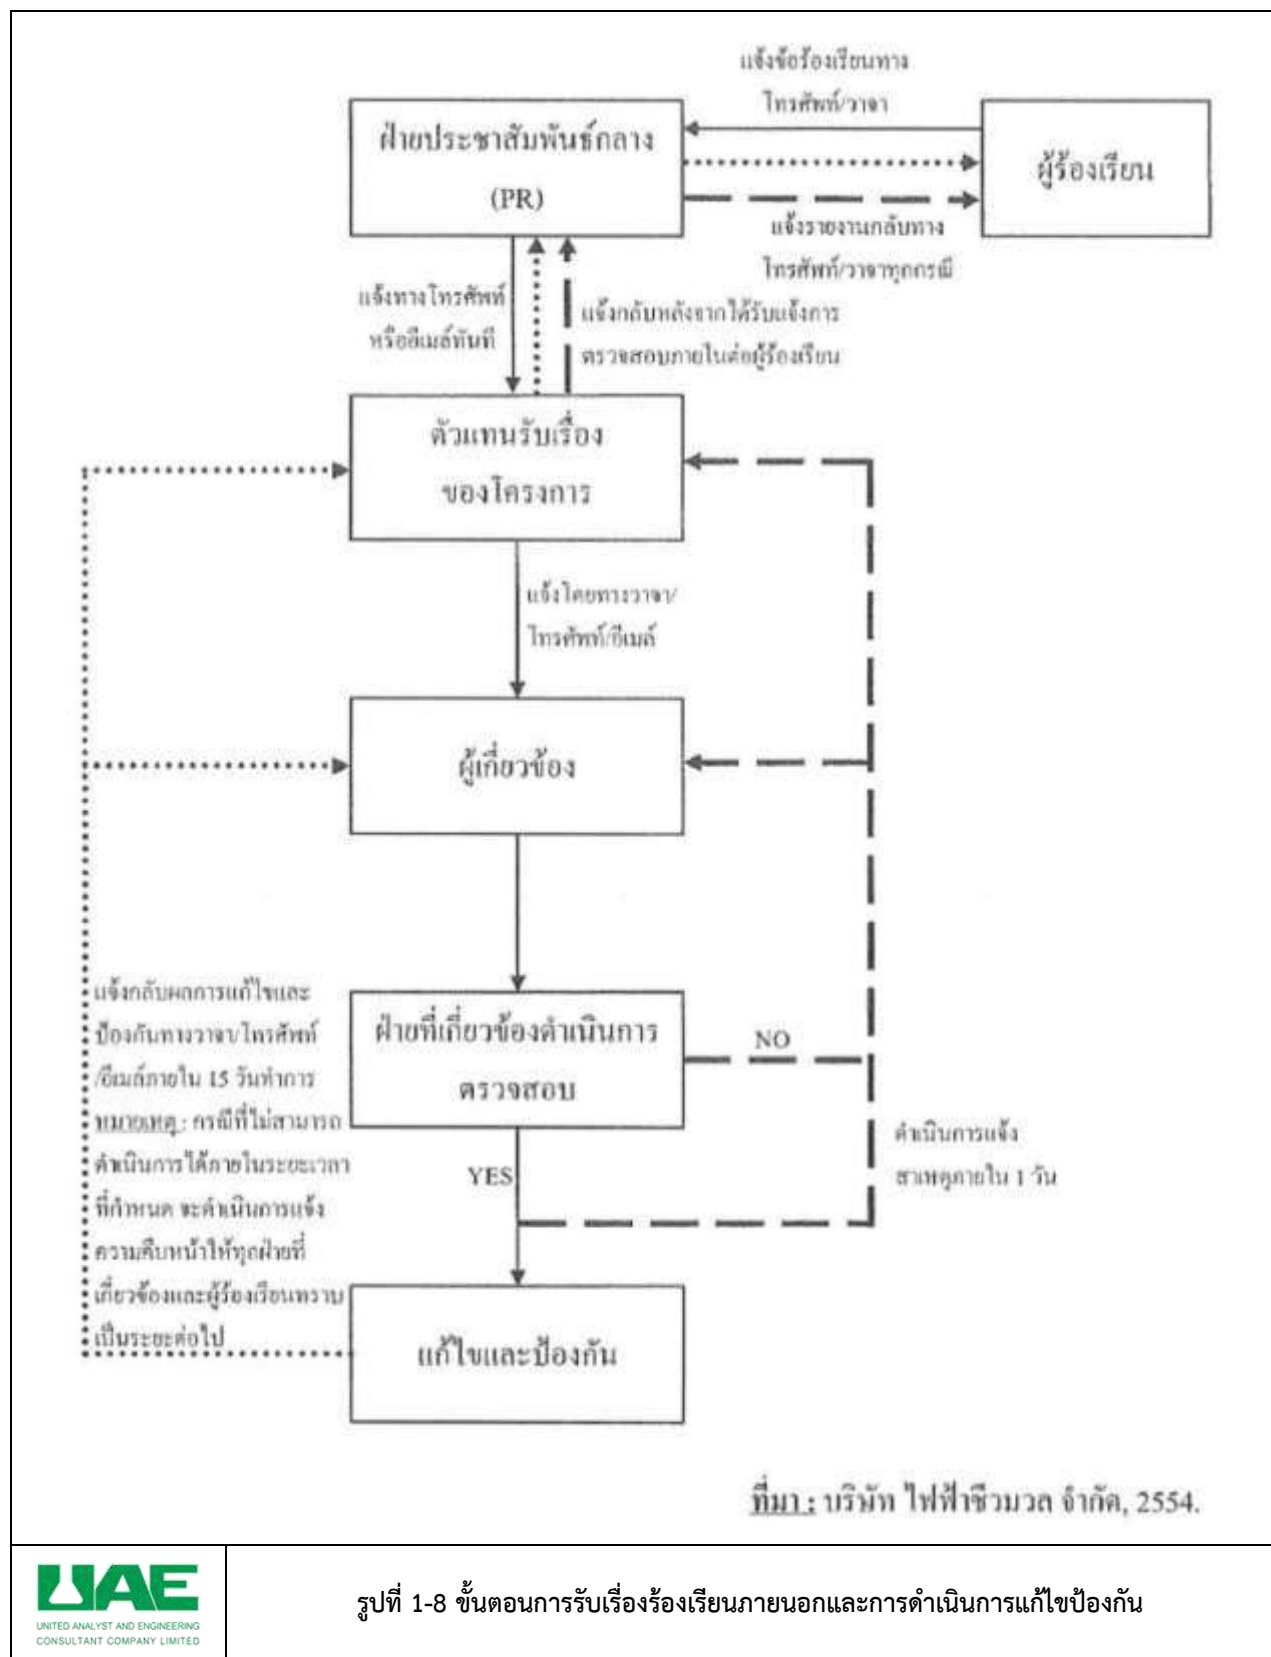 แจ้งข้อร้องเรียนทาง
โทรศัพท์/วาจา
ฝ่ายประชาสัมพันธ์กลาง
(PR)
ผู้ร้องเรียน
แจ้งรายงานกลับทาง
โทรศัพท์/วาจาทุกกรณี
แจ้งทางโทรศัพท์
หรืออีเมล์ทันที
แจ้งกลับหลังจากได้รับแจ้งการ
ตรวจสอบภายในต่อผู้ร้องเรียน
ตัวแทนรับเรื่อง
ของโครงการ
แจ้งโดยทางวาจา/
โทรศัพท์/อีเมล์
ผู้เกี่ยวข้อง
แจ้งกลับผลการแก้ไขและ
ป้องกันทางวาจา/โทรศัพท์
/อีเมล์ภายใน 15 วันทำการ
หมายเหตุ : กรณีที่ไม่สามารถ
ดำเนินการได้ภายในระยะเวลา
ที่กำหนด จะดำเนินการแจ้ง
ความคืบหน้าให้ทุกฝ่ายที่
เกี่ยวข้องและผู้ร้องเรียนทราบ
เป็นระยะต่อไป
ฝ่ายที่เกี่ยวข้องดำเนินการ
ตรวจสอบ
NO
YES
ดำเนินการแจ้ง
สาเหตุภายใน 1 วัน
แก้ไขและป้องกัน
ที่มา : บริษัท ไฟฟ้าชีวมวล จำกัด, 2554.
UAE
UNITED ANALYST AND ENGINEERING
CONSULTANT COMPANY LIMITED
รูปที่ 1-8 ขั้นตอนการรับเรื่องร้องเรียนภายนอกและการดำเนินการแก้ไขป้องกัน